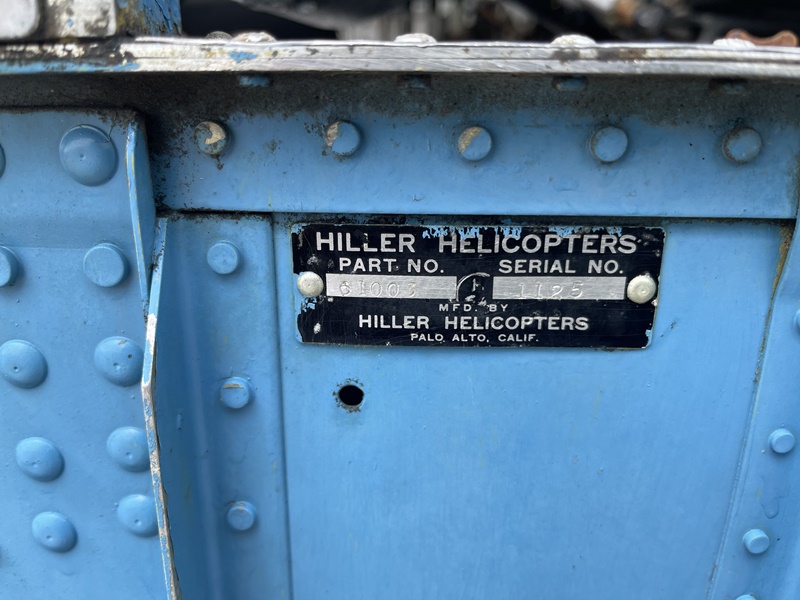 HILLER HELICOPTERS
PART NO. SERIAL NO.
61003 1125
MFD. BY
HILLER HELICOPTERS
PALO ALTO, CALIF.